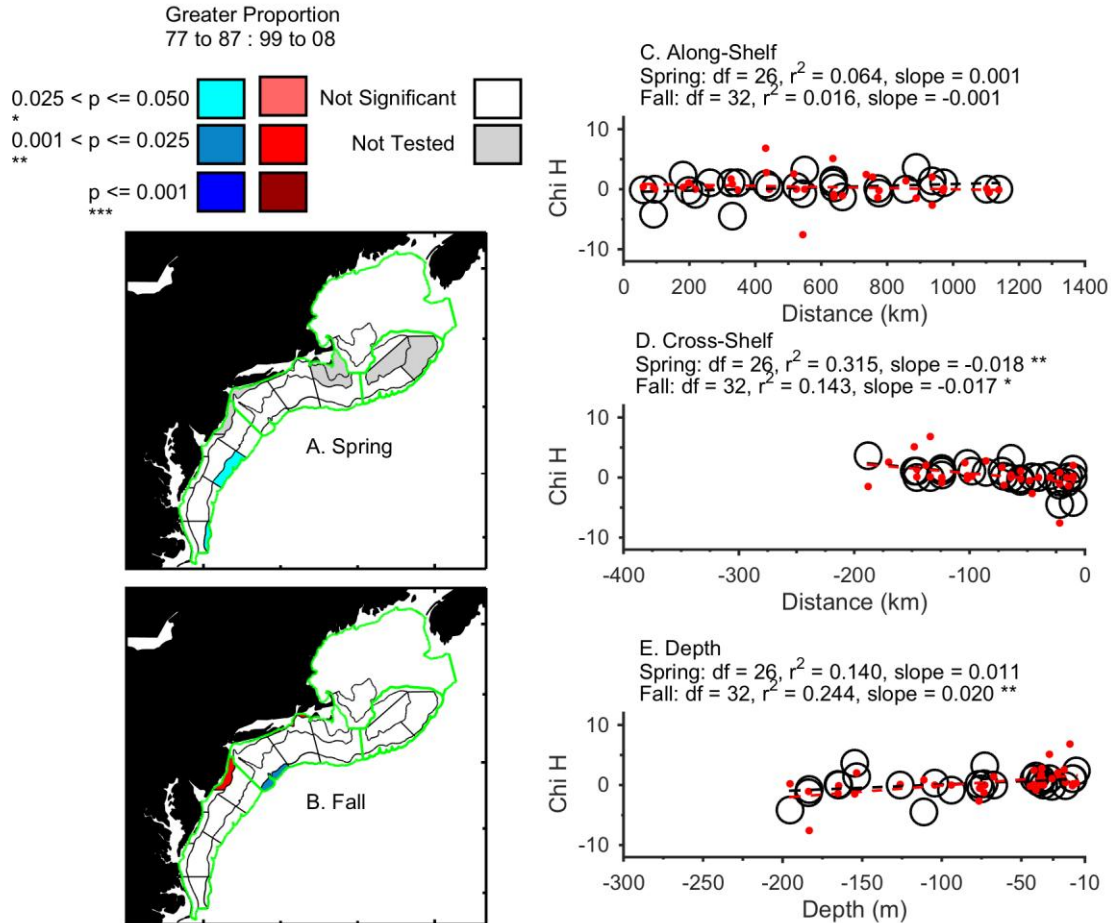 Greater Proportion
77 to 87 : 99 to 08
0.025 < p <= 0.050
*
0.001 < p <= 0.025
**
p <= 0.001
***
Not Significant
Not Tested
A. Spring
B. Fall
C. Along-Shelf
Spring: df = 26, r² = 0.064, slope = 0.001
Fall: df = 32, r² = 0.016, slope = -0.001
Chi H
10
0
-10
0 200 400 600 800 1000 1200 1400
Distance (km)
D. Cross-Shelf
Spring: df = 26, r² = 0.315, slope = -0.018 **
Fall: df = 32, r² = 0.143, slope = -0.017 *
Chi H
10
0
-10
-400 -300 -200 -100 0
Distance (km)
E. Depth
Spring: df = 26, r² = 0.140, slope = 0.011
Fall: df = 32, r² = 0.244, slope = 0.020 **
Chi H
10
0
-10
-300 -200 -150 -100 -50 -10
Depth (m)